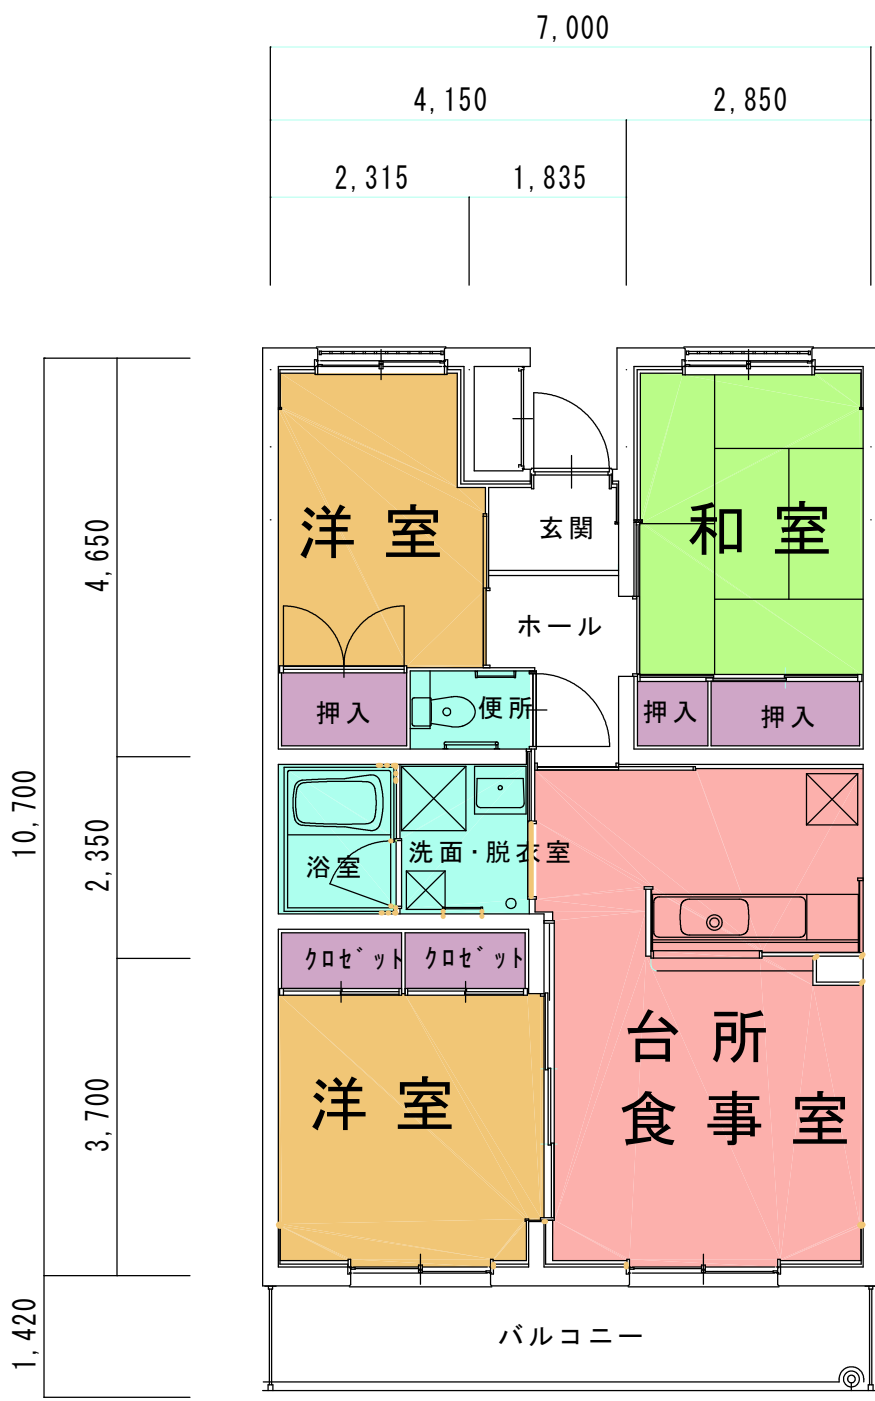 7,000
4,150
2,850
2,315
1,835
4,650
10,700
2,350
3,700
1,420
洋室
玄関
和室
ホール
押入
便所
押入
押入
浴室
洗面・脱衣室
クロゼット
クロゼット
台所
食事室
洋室
バルコニー